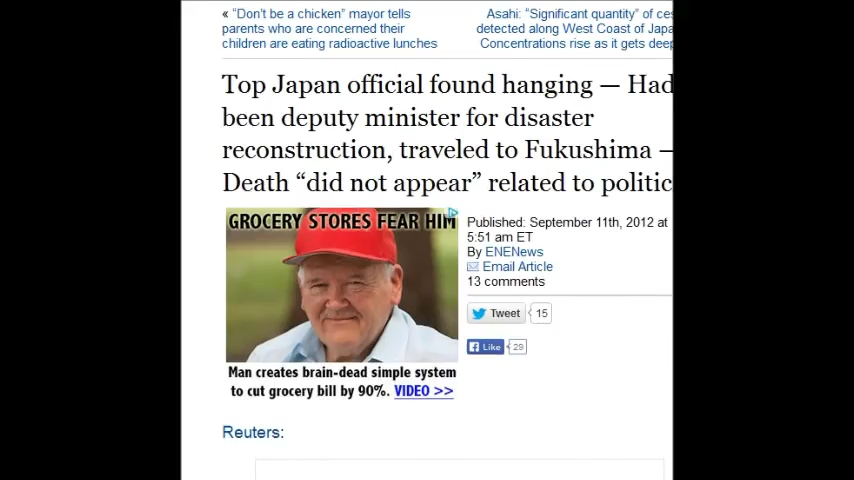 « “Don’t be a chicken” mayor tells
parents who are concerned their
children are eating radioactive lunches
Asahi: “Significant quantity” of ces
detected along West Coast of Japa
Concentrations rise as it gets deep
Top Japan official found hanging — Had
been deputy minister for disaster
reconstruction, traveled to Fukushima —
Death “did not appear” related to politic
GROCERY STORES FEAR HIM
Man creates brain-dead simple system
to cut grocery bill by 90%. VIDEO >>
Published: September 11th, 2012 at
5:51 am ET
By ENENews
Email Article
13 comments
Tweet 15
Like 29
Reuters: